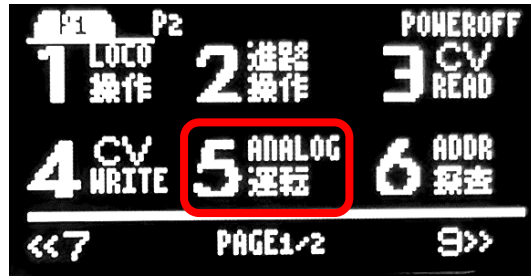 P1 P2 POWEROFF
1 LOCO 操作 2 進路 操作 3 CV READ
4 CV WRITE 5 ANALOG 運転 6 ADDR 探査
<<7 PAGE1/2 9>>